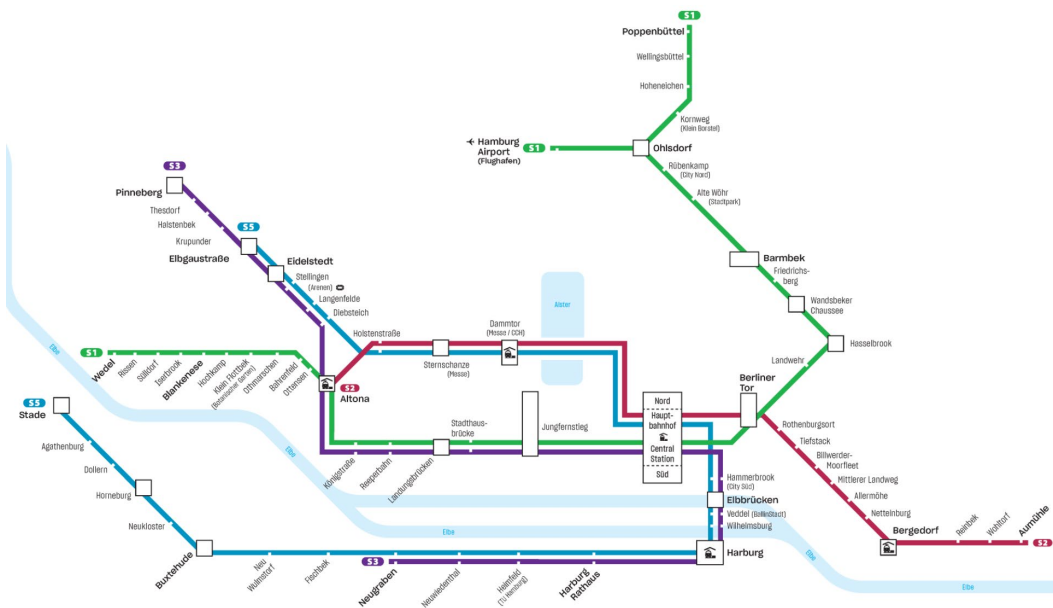 S1
Poppenbüttel
Wellingsbüttel
Hoheneichen
Kornweg
(Klein Borstel)
Hamburg
Airport
(Flughafen)
S1
Ohlsdorf
Rübenkamp
(City Nord)
Alte Wöhr
(Stadtpark)
S3
Pinneberg
Thesdorf
Halstenbek
Krupunder
Elbgaustraße
S5
Eidelstedt
Stellingen
(Arenen)
Langenfelde
Diebsteich
Barmbek
Friedrichs-
berg
Wandsbeker
Chaussee
Hasselbrook
Landwehr
Alster
Elbe
Holstenstraße
Dammtor
(Messe / CCH)
Sternschanze
(Messe)
S1
Wedel
Rissen
Sülldorf
Iserbrook
Blankenese
Hochkamp
Klein Flottbek
(Botanischer Garten)
Othmarschen
Bahrenfeld
Ottensen
S2
Altona
Berliner
Tor
Nord
Haupt-
bahnhof
Central
Station
Süd
S5
Stade
Agathenburg
Dollern
Horneburg
Neukloster
Buxtehude
Elbe
Königstraße
Reeperbahn
Landungsbrücken
Stadthaus-
brücke
Jungfernstieg
Rothenburgsort
Tiefstack
Billwerder-
Moorfleet
Mittlerer Landweg
Allermöhe
Nettelnburg
Bergedorf
Reinbek
Wohltorf
Aumühle
S2
Hammerbrook
(City Süd)
Elbbrücken
Veddel (BallinStadt)
Wilhelmsburg
Elbe
Harburg
Neu
Wulmstorf
Fischbek
S3
Neugraben
Neuwiedenthal
Heimfeld
(TU Hamburg)
Harburg
Rathaus
Elbe